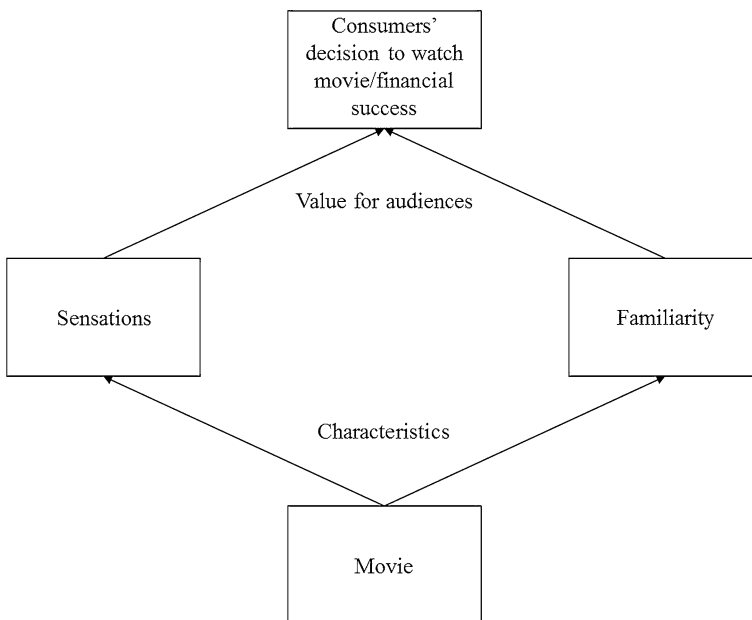 Consumers’
decision to watch
movie/financial
success
Value for audiences
Sensations
Familiarity
Characteristics
Movie